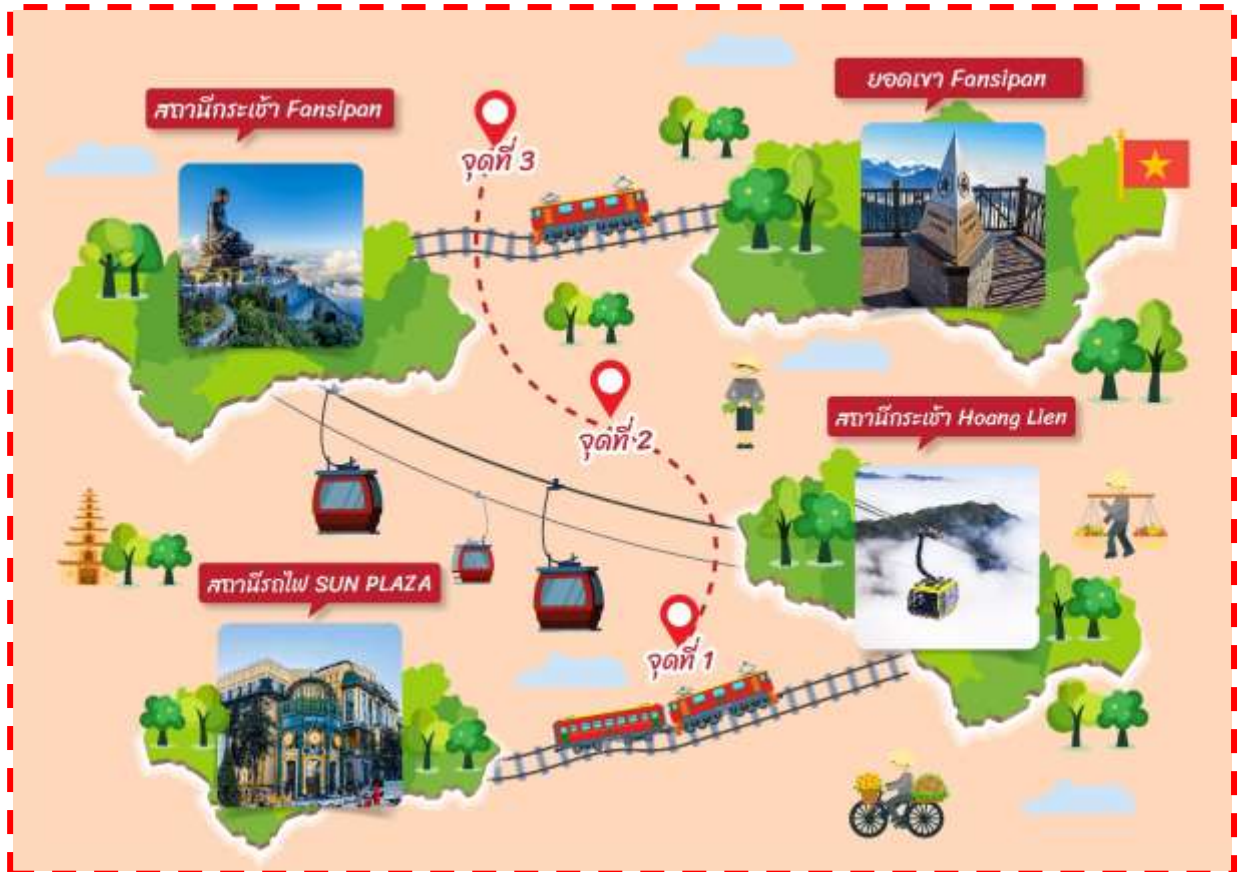 สถานีกระเช้า Fansipan
ยอดเขา Fansipan
จุดที่ 3
จุดที่ 2
สถานีกระเช้า Hoang Lien
สถานีรถไฟ SUN PLAZA
จุดที่ 1